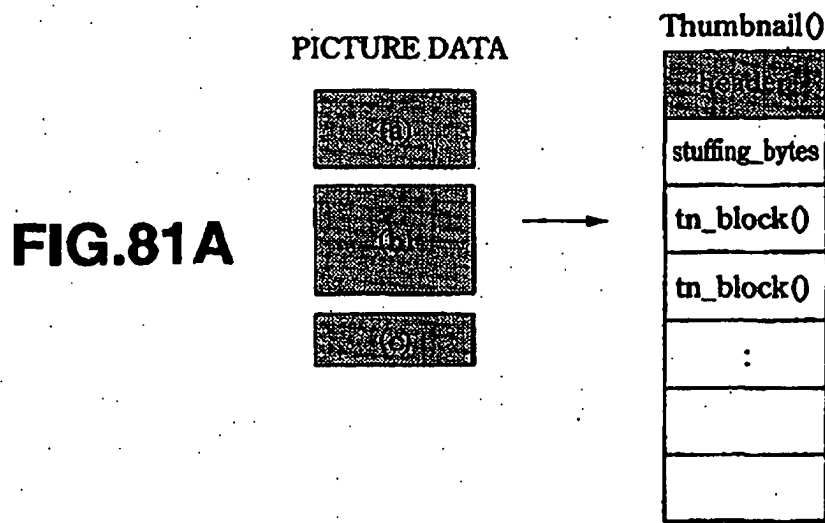 Thumbnail()
PICTURE DATA
header()
(a)
stuffing_bytes
(b)
tn_block()
FIG.81A
tn_block()
(c)
: